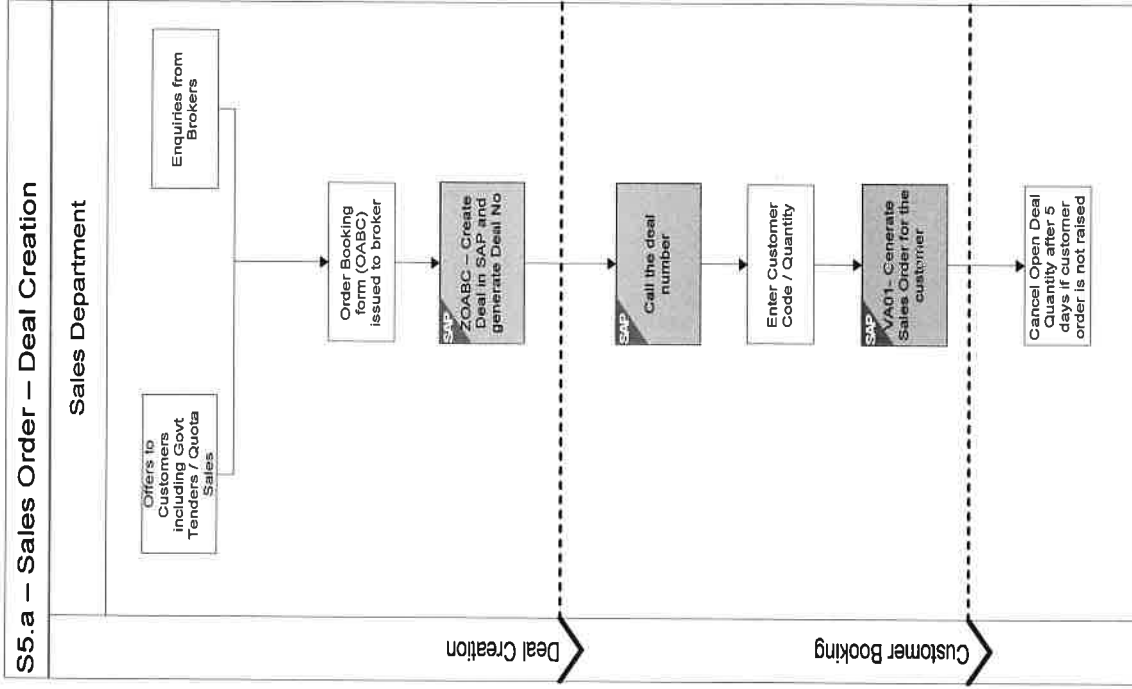 S5.a – Sales Order – Deal Creation
Sales Department
Offers to
Customers
including Govt
Tenders / Quota
Sales
Enquiries from
Brokers
Order Booking
form (OABC)
issued to broker
SAP
ZOABC – Create
Deal in SAP and
generate Deal No
Deal Creation
SAP
Call the deal
number
Enter Customer
Code / Quantity
SAP
VA01- Generate
Sales Order for the
customer
Customer Booking
Cancel Open Deal
Quantity after 5
days if customer
order is not raised